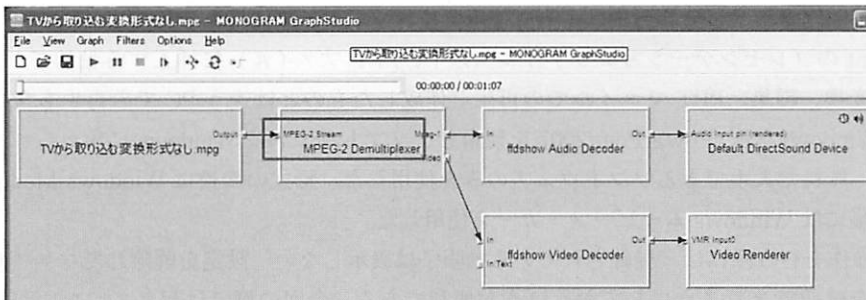 TVから取り込む変換形式なし.mpg - MONOGRAM GraphStudio
File View Graph Filters Options Help
TVから取り込む変換形式なし.mpg - MONOGRAM GraphStudio
00:00:00 / 00:01:07
TVから取り込む変換形式なし.mpg
Output
MPEG-2 Stream
Mpeg-1
Video
MPEG-2 Demultiplexer
In
Out
ffdshow Audio Decoder
Audio Input pin (rendered)
Default DirectSound Device
In
In Text
Out
ffdshow Video Decoder
VMR Input0
Video Renderer